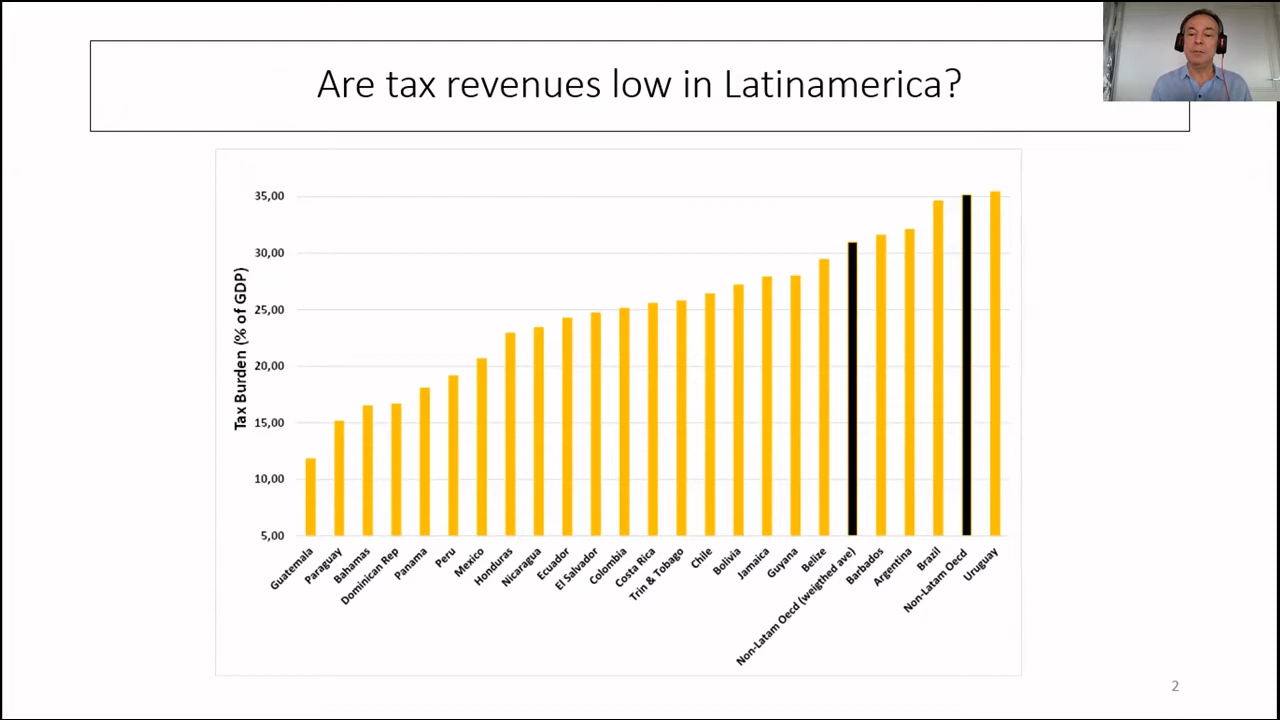 Are tax revenues low in Latinamerica?
Tax Burden (% of GDP)
35,00
30,00
25,00
20,00
15,00
10,00
5,00
Guatemala
Paraguay
Bahamas
Dominican Rep
Panama
Peru
Mexico
Honduras
Nicaragua
Ecuador
El Salvador
Colombia
Costa Rica
Trin & Tobago
Chile
Bolivia
Jamaica
Guyana
Belize
Non-Latam Oecd (weigthed ave)
Barbados
Argentina
Brazil
Non-Latam Oecd
Uruguay
2